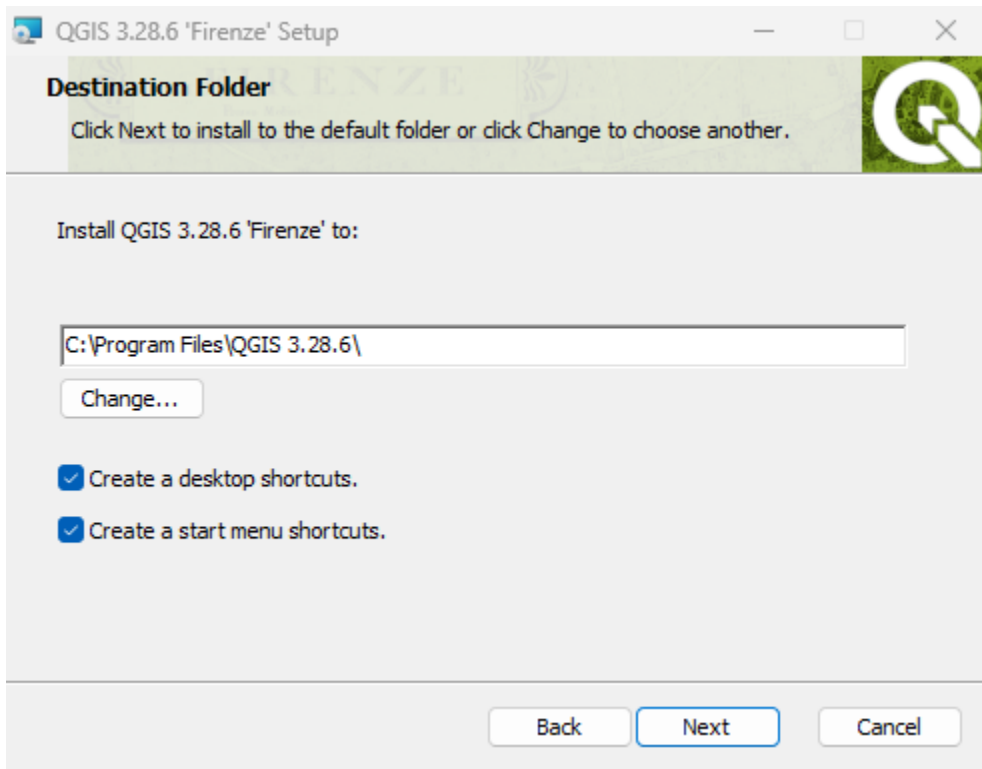 QGIS 3.28.6 'Firenze' Setup
FIRENZE
Destination Folder
Click Next to install to the default folder or click Change to choose another.
Install QGIS 3.28.6 'Firenze' to:
C:\Program Files\QGIS 3.28.6\
Change...
Create a desktop shortcuts.
Create a start menu shortcuts.
Back
Next
Cancel